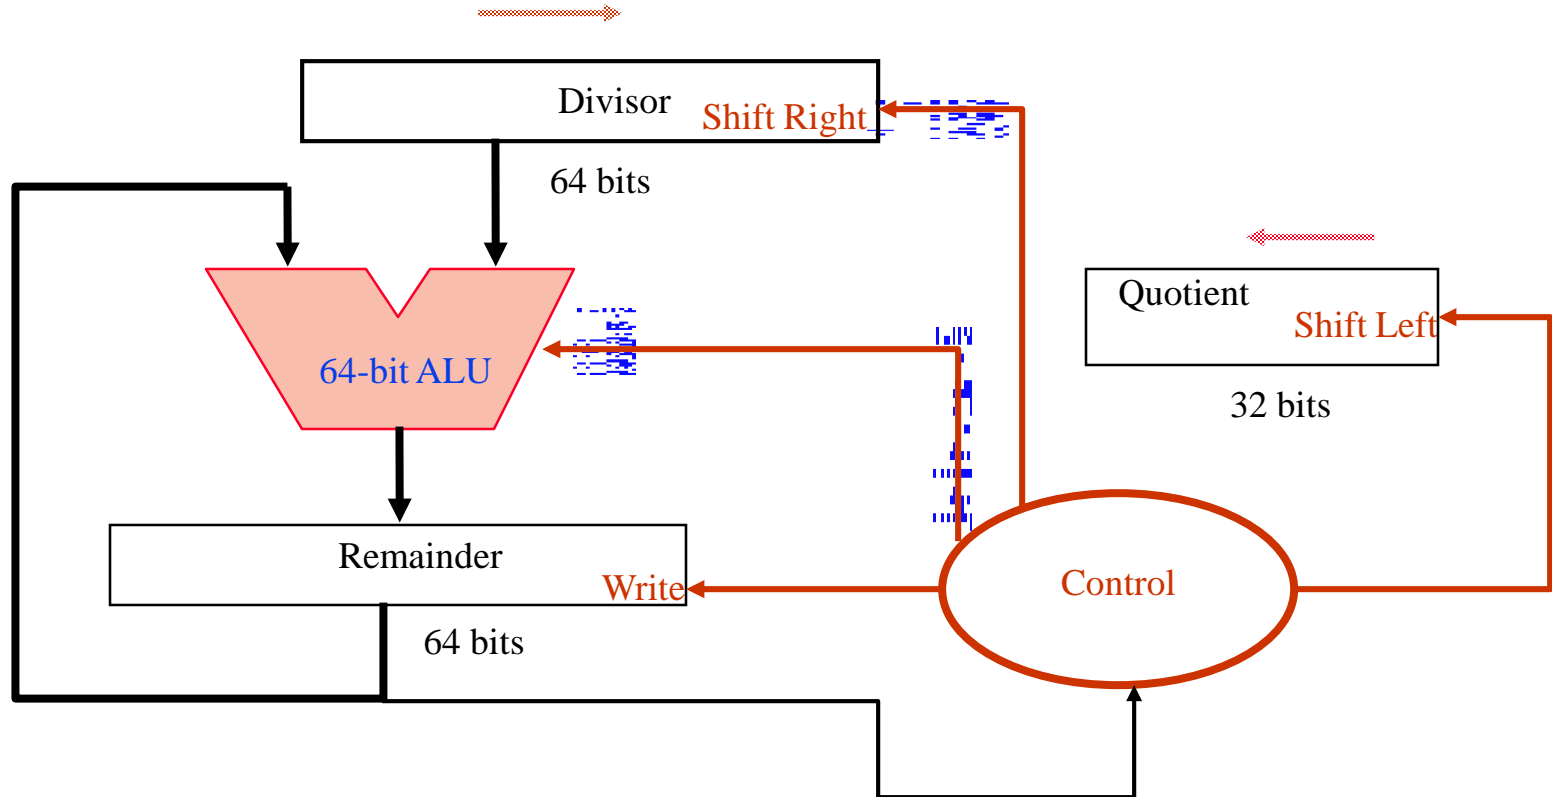 Divisor
Shift Right
64 bits
Quotient
Shift Left
64-bit ALU
32 bits
Remainder
Write
Control
64 bits